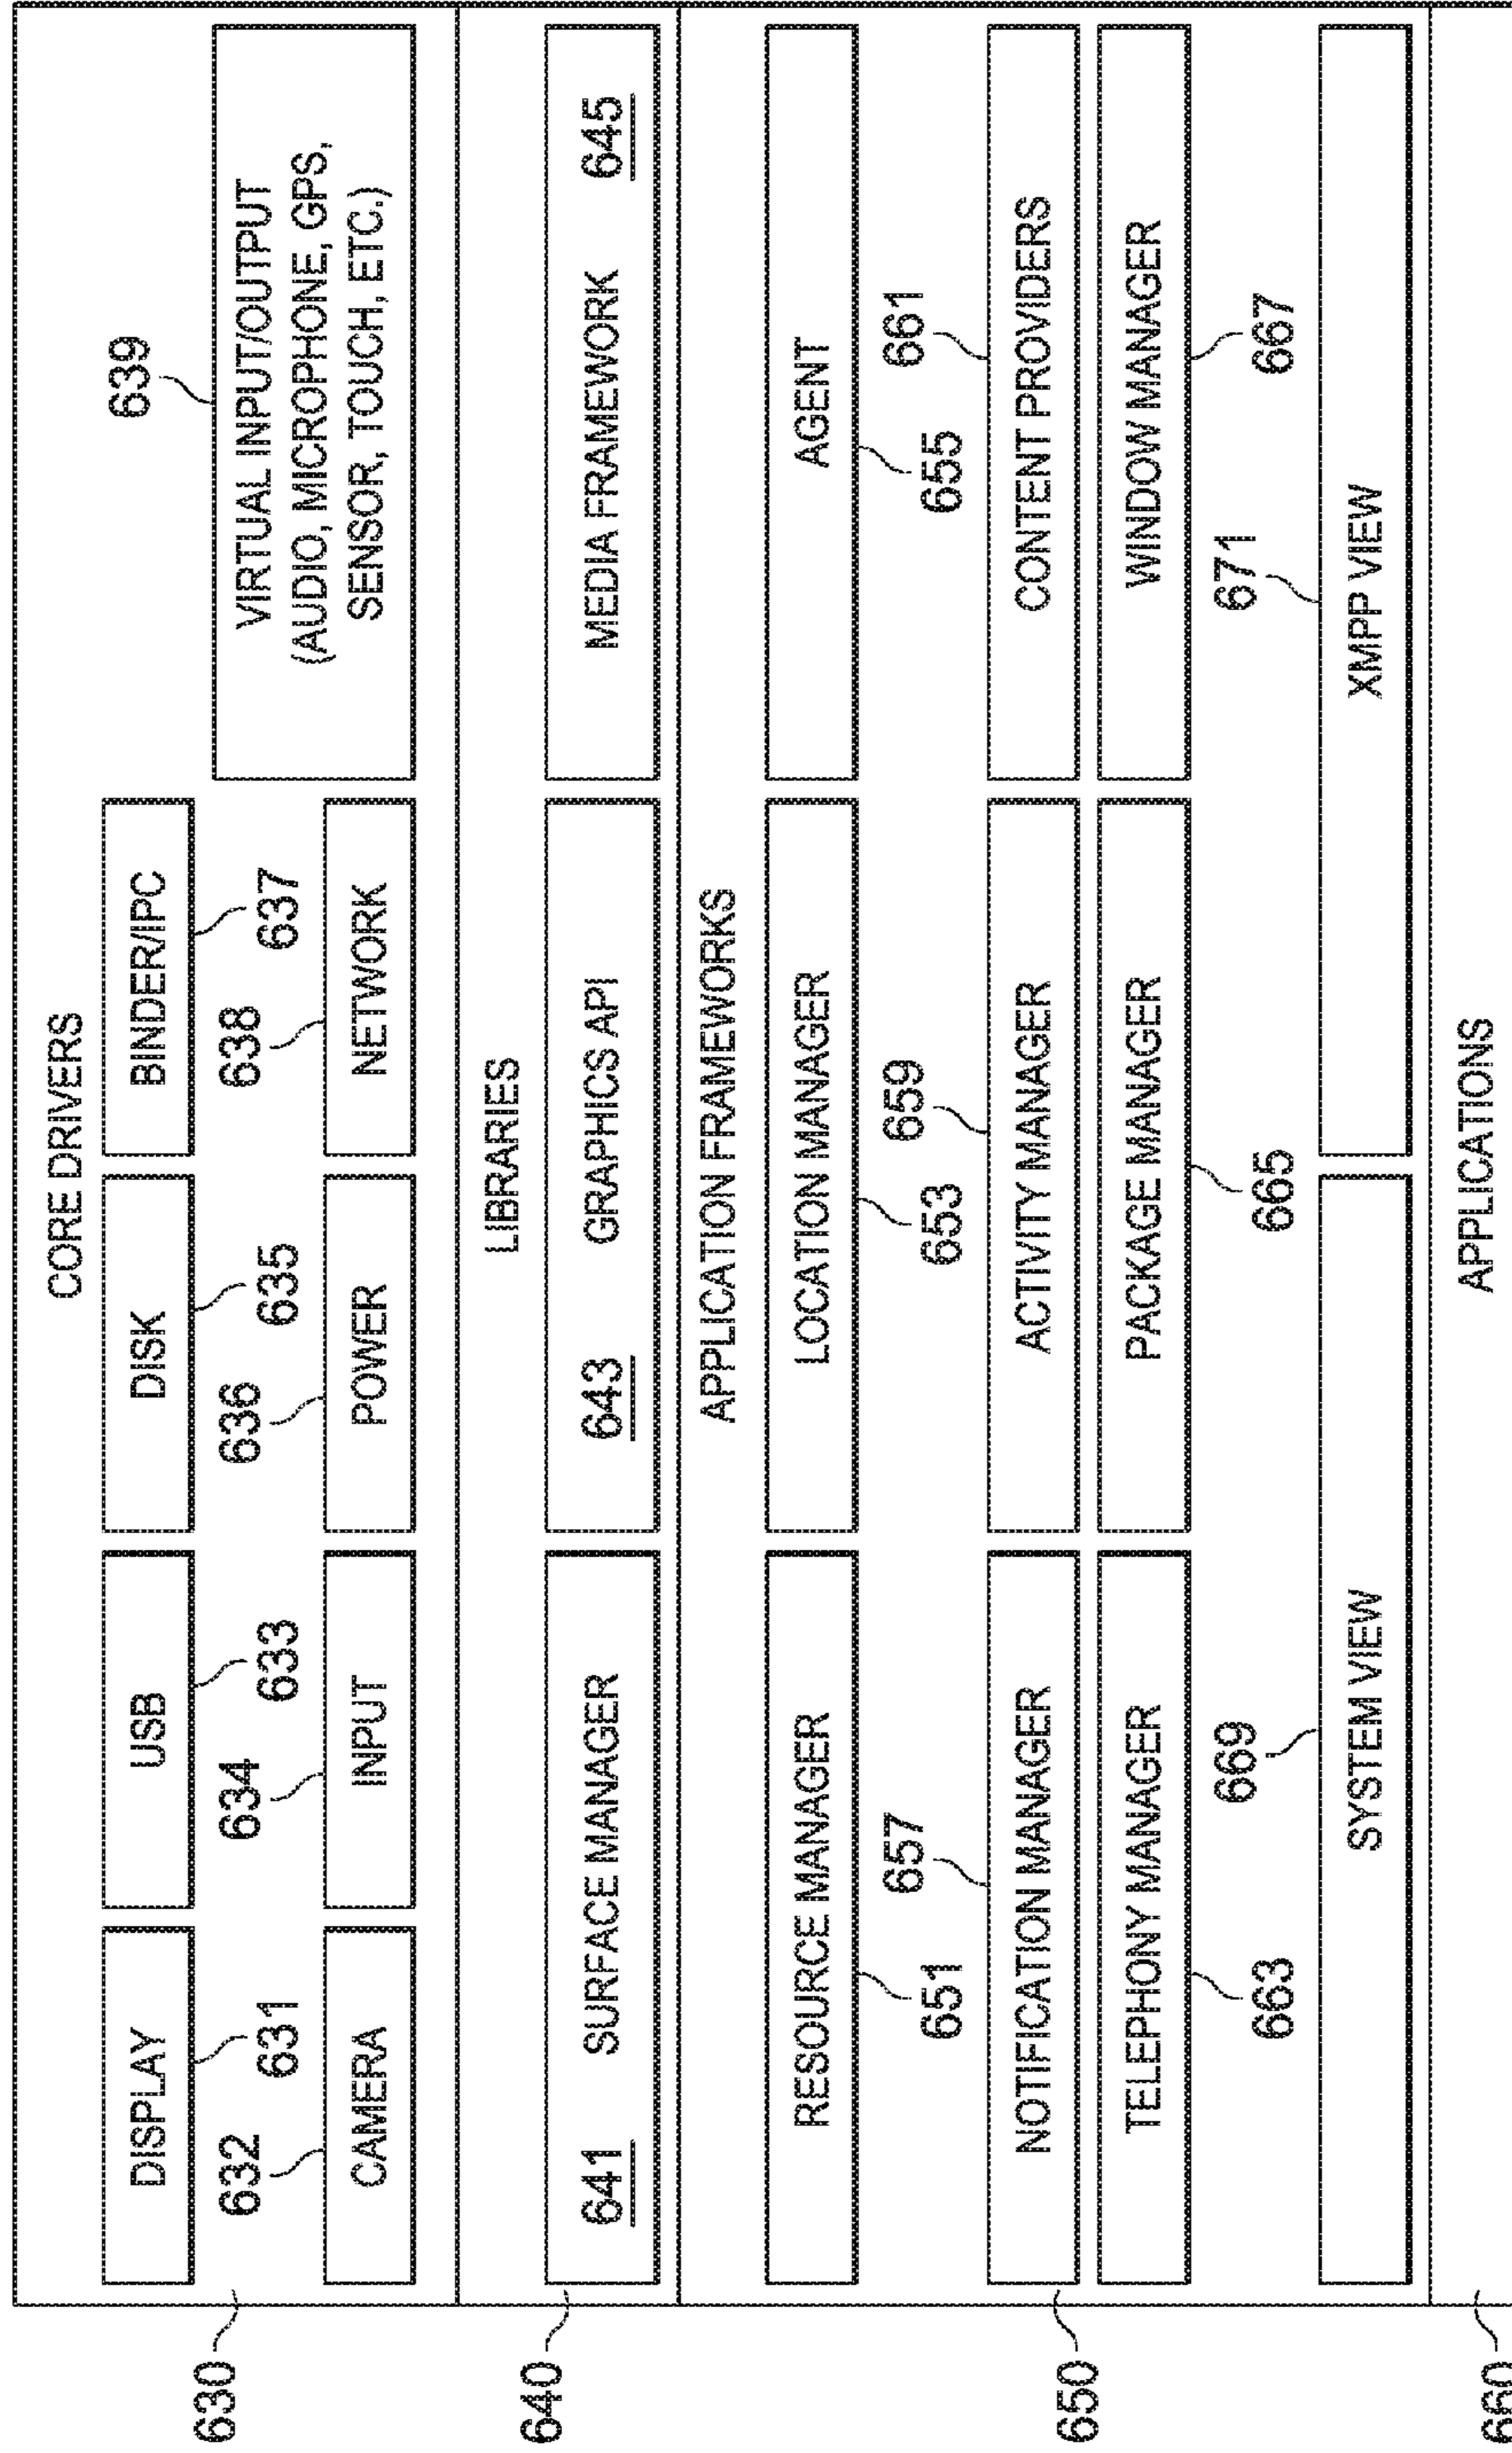 630
CORE DRIVERS
DISPLAY
631
USB
633
DISK
635
BINDER/IPC
637
632
CAMERA
634
INPUT
636
POWER
638
NETWORK
639
VIRTUAL INPUT/OUTPUT
(AUDIO, MICROPHONE, GPS,
SENSOR, TOUCH, ETC.)
640
LIBRARIES
641 SURFACE MANAGER
643 GRAPHICS API
MEDIA FRAMEWORK 645
650
APPLICATION FRAMEWORKS
RESOURCE MANAGER
651
LOCATION MANAGER
653
AGENT
655
657
NOTIFICATION MANAGER
659
ACTIVITY MANAGER
661
CONTENT PROVIDERS
TELEPHONY MANAGER
663
PACKAGE MANAGER
665
WINDOW MANAGER
667
669
SYSTEM VIEW
671
XMPP VIEW
660
APPLICATIONS